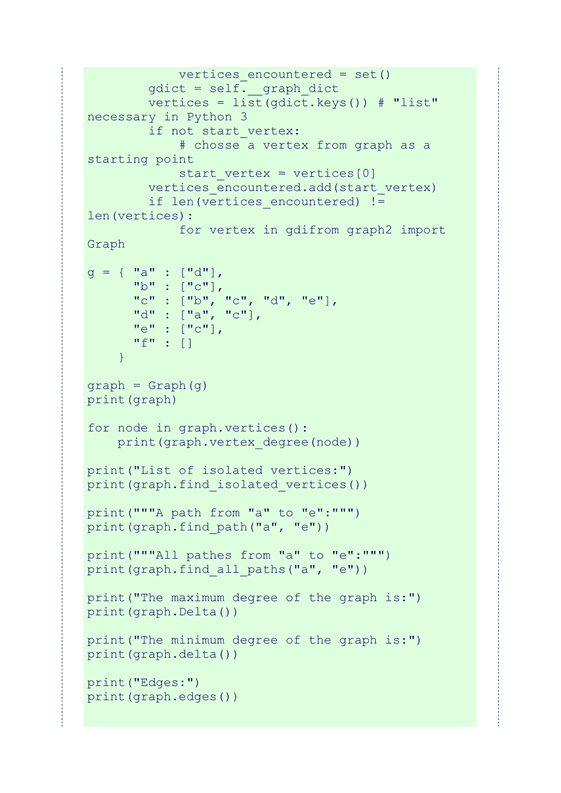 vertices_encountered = set()
        gdict = self.__graph_dict
        vertices = list(gdict.keys()) # "list"
necessary in Python 3
        if not start_vertex:
            # chosse a vertex from graph as a
starting point
            start_vertex = vertices[0]
        vertices_encountered.add(start_vertex)
        if len(vertices_encountered) !=
len(vertices):
            for vertex in gdifrom graph2 import
Graph

g = { "a" : ["d"],
      "b" : ["c"],
      "c" : ["b", "c", "d", "e"],
      "d" : ["a", "c"],
      "e" : ["c"],
      "f" : []
    }

graph = Graph(g)
print(graph)

for node in graph.vertices():
    print(graph.vertex_degree(node))

print("List of isolated vertices:")
print(graph.find_isolated_vertices())

print("""A path from "a" to "e":""")
print(graph.find_path("a", "e"))

print("""All pathes from "a" to "e":""")
print(graph.find_all_paths("a", "e"))

print("The maximum degree of the graph is:")
print(graph.Delta())

print("The minimum degree of the graph is:")
print(graph.delta())

print("Edges:")
print(graph.edges())